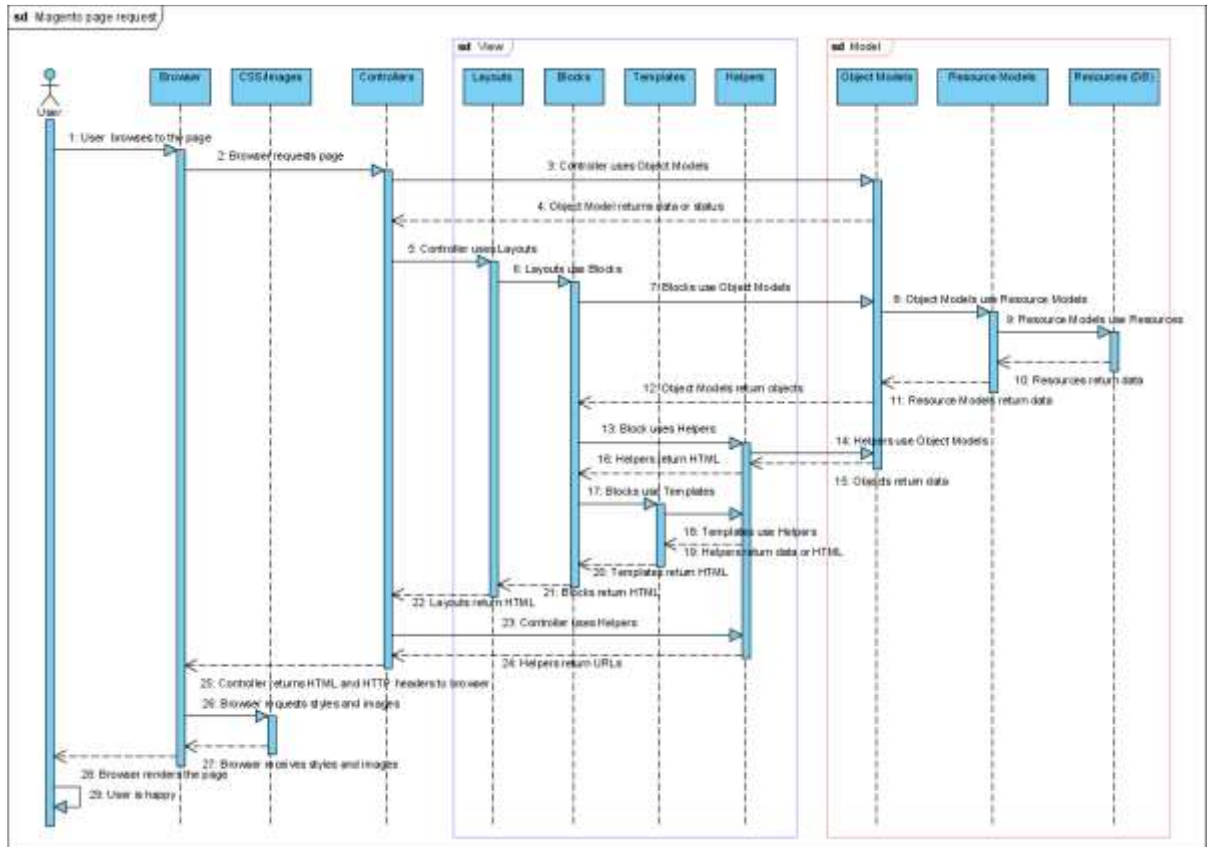 sd Magento page request
sd View
sd Model
User
Browser
CSS/Images
Controllers
Layouts
Blocks
Templates
Helpers
Object Models
Resource Models
Resources (DB)
1: User browses to the page
2: Browser requests page
3: Controller uses Object Models
4: Object Model returns data or status
5: Controller uses Layouts
6: Layouts use Blocks
7: Blocks use Object Models
8: Object Models use Resource Models
9: Resource Models use Resources
10: Resources return data
11: Resource Models return data
12: Object Models return objects
13: Block uses Helpers
14: Helpers use Object Models
15: Objects return data
16: Helpers return HTML
17: Blocks use Templates
18: Templates use Helpers
19: Helpers return data or HTML
20: Templates return HTML
21: Blocks return HTML
22: Layouts return HTML
23: Controller uses Helpers
24: Helpers return URLs
25: Controller returns HTML and HTTP headers to browser
26: Browser requests styles and images
27: Browser receives styles and images
28: Browser renders the page
29: User is happy